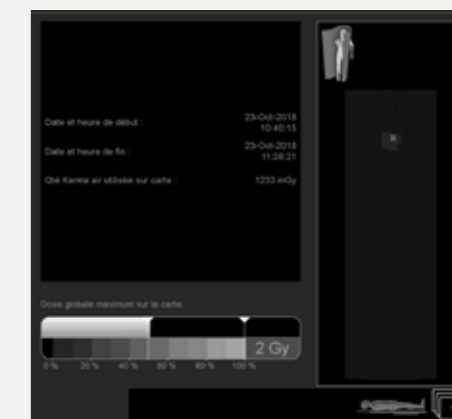 Date et heure de début : 23-Oct-2018
10:40:15
Date et heure de fin : 23-Oct-2018
11:26:21
Qté Kerma air utilisée sur carte : 1233 mGy
Dose globale maximum sur la carte :
2 Gy
0 % 20 % 40 % 60 % 80 % 100 %